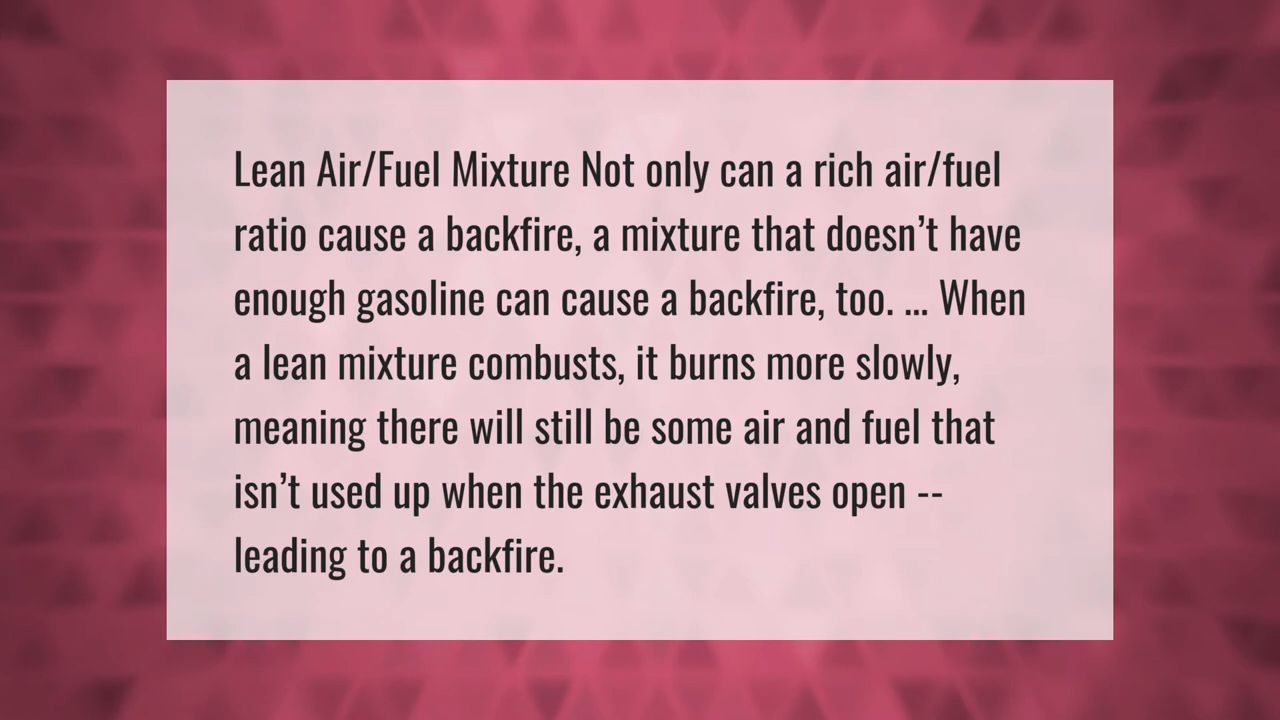 Lean Air/Fuel Mixture Not only can a rich air/fuel
ratio cause a backfire, a mixture that doesn’t have
enough gasoline can cause a backfire, too. ... When
a lean mixture combusts, it burns more slowly,
meaning there will still be some air and fuel that
isn’t used up when the exhaust valves open --
leading to a backfire.